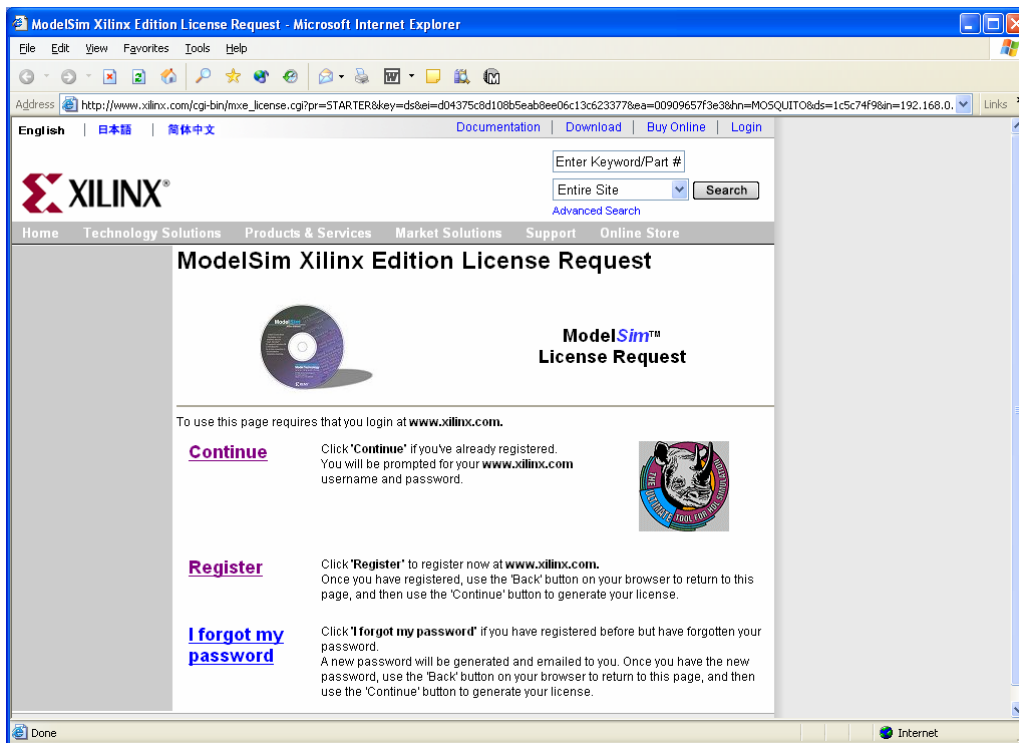 ModelSim Xilinx Edition License Request - Microsoft Internet Explorer
File Edit View Favorites Tools Help
Address http://www.xilinx.com/cgi-bin/mxe_license.cgi?pr=STARTER&key=ds&ei=d04375c8d108b5eab8ee06c13c623377&ea=00909657f3e3&hn=MOSQUITO&ds=1c5c74f9&in=192.168.0. Links
English | 日本語 | 简体中文 Documentation | Download | Buy Online | Login
Enter Keyword/Part #
XILINX®
Entire Site Search
Advanced Search
Home Technology Solutions Products & Services Market Solutions Support Online Store
ModelSim Xilinx Edition License Request
ModelSim™
License Request
To use this page requires that you login at www.xilinx.com.
Continue Click 'Continue' if you've already registered.
You will be prompted for your www.xilinx.com
username and password.
THE ULTIMATE TOOL FOR HDL SIMULATION
Register Click 'Register' to register now at www.xilinx.com.
Once you have registered, use the 'Back' button on your browser to return to this
page, and then use the 'Continue' button to generate your license.
I forgot my Click 'I forgot my password' if you have registered before but have forgotten your
password password.
A new password will be generated and emailed to you. Once you have the new
password, use the 'Back' button on your browser to return to this page, and then
use the 'Continue' button to generate your license.
Done Internet